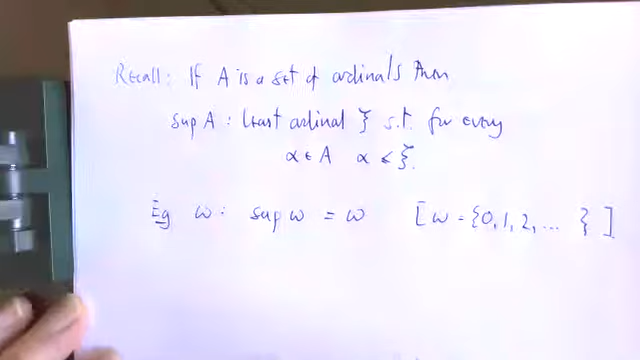 Recall: If A is a set of ordinals then
sup A: least ordinal ξ s.t. for every
α ∈ A α ≤ ξ.
Eg ω: sup ω = ω [ω = {0, 1, 2, ... }].